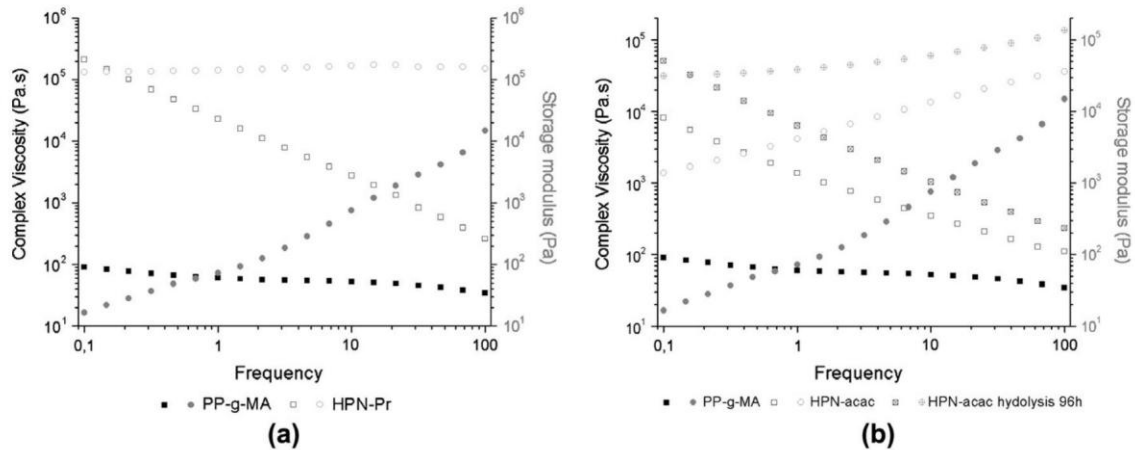 10^6
10^5
10^4
10^3
10^2
10^1
Complex Viscosity (Pa.s)
10^6
10^5
10^4
10^3
10^2
10^1
Storage modulus (Pa)
0,1 1 10 100
Frequency
PP-g-MA HPN-Pr
(a)
10^5
10^4
10^3
10^2
10^1
Complex Viscosity (Pa.s)
10^5
10^4
10^3
10^2
10^1
Storage modulus (Pa)
0,1 1 10 100
Frequency
PP-g-MA HPN-acac HPN-acac hydolysis 96h
(b)